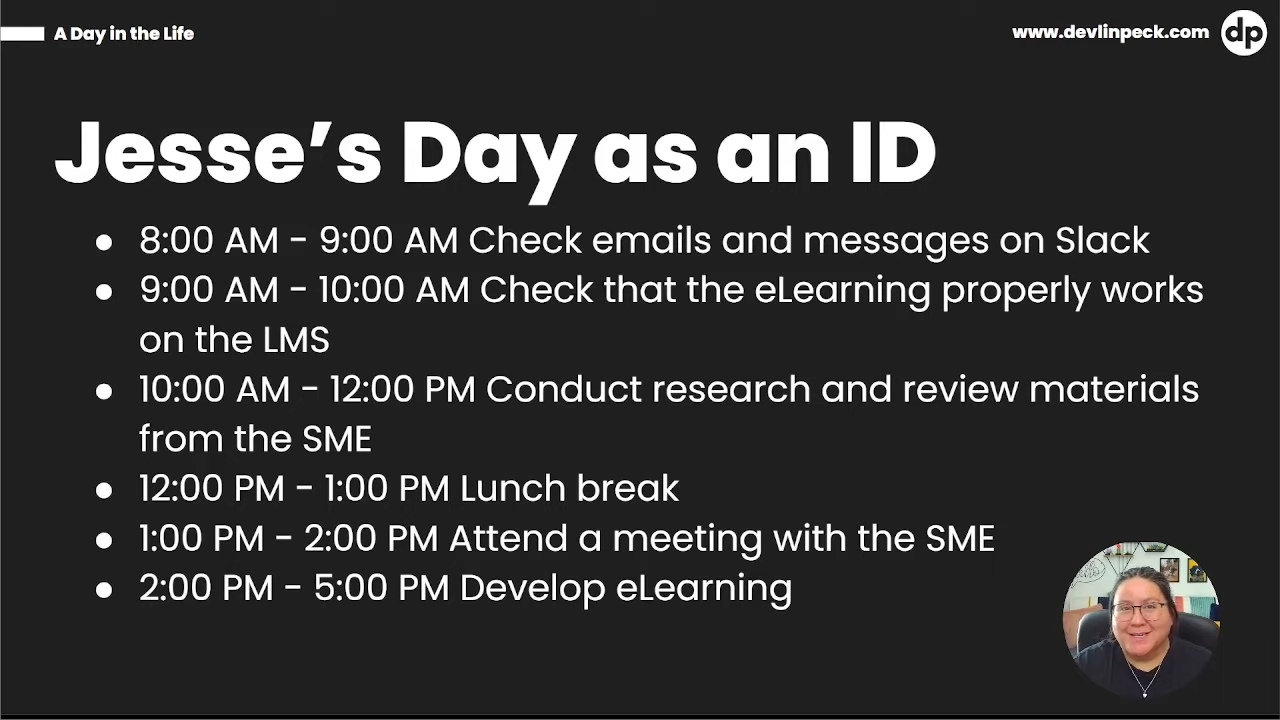 A Day in the Life
www.devlinpeck.com
dp
Jesse’s Day as an ID
● 8:00 AM - 9:00 AM Check emails and messages on Slack
● 9:00 AM - 10:00 AM Check that the eLearning properly works
on the LMS
● 10:00 AM - 12:00 PM Conduct research and review materials
from the SME
● 12:00 PM - 1:00 PM Lunch break
● 1:00 PM - 2:00 PM Attend a meeting with the SME
● 2:00 PM - 5:00 PM Develop eLearning